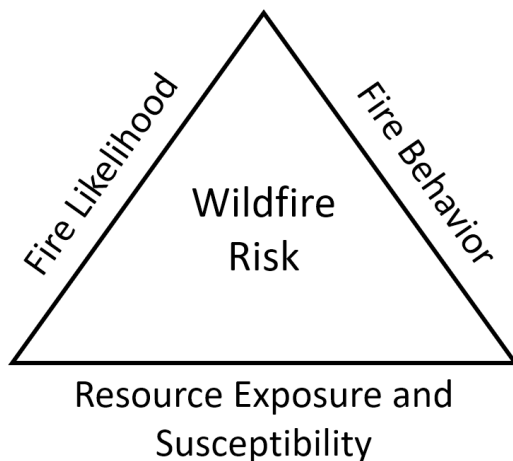 Fire Likelihood
Fire Behavior
Wildfire
Risk
Resource Exposure and
Susceptibility